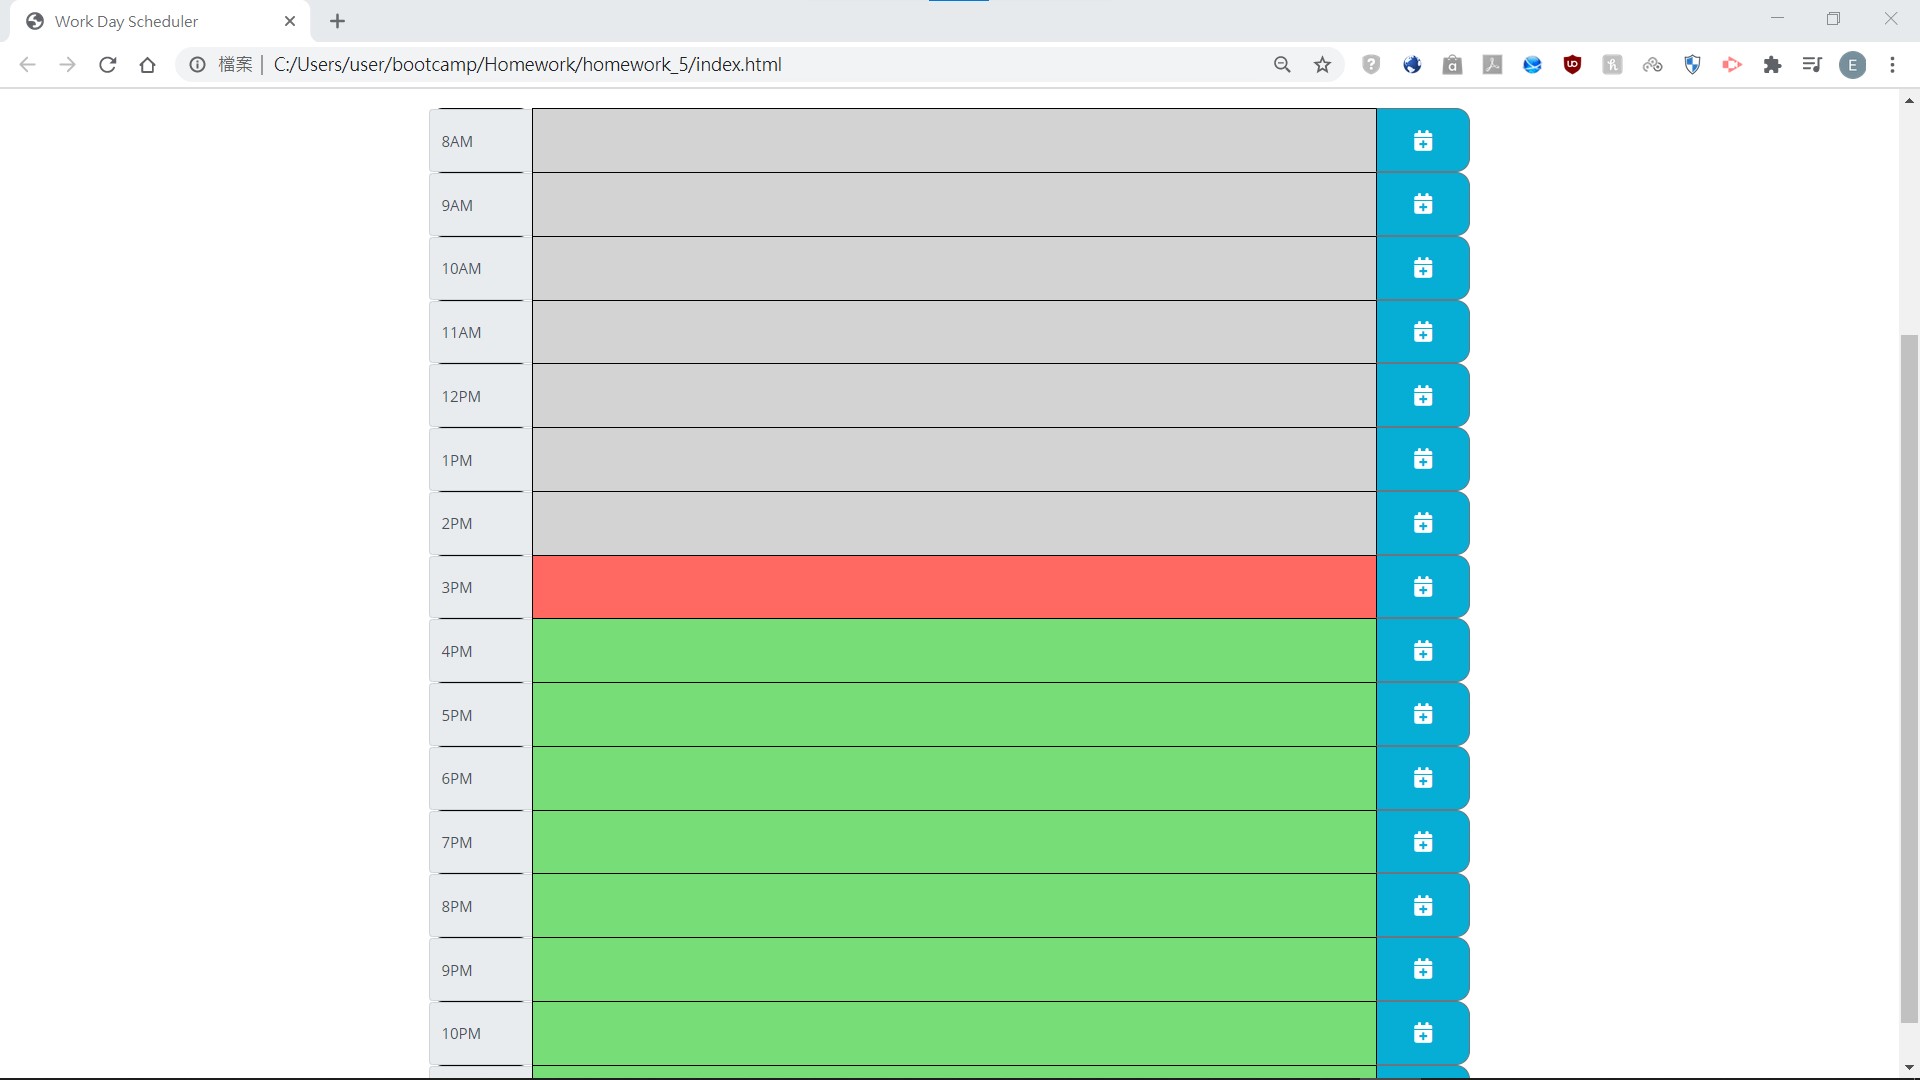 Work Day Scheduler
檔案 | C:/Users/user/bootcamp/Homework/homework_5/index.html
E
8AM
9AM
10AM
11AM
12PM
1PM
2PM
3PM
4PM
5PM
6PM
7PM
8PM
9PM
10PM